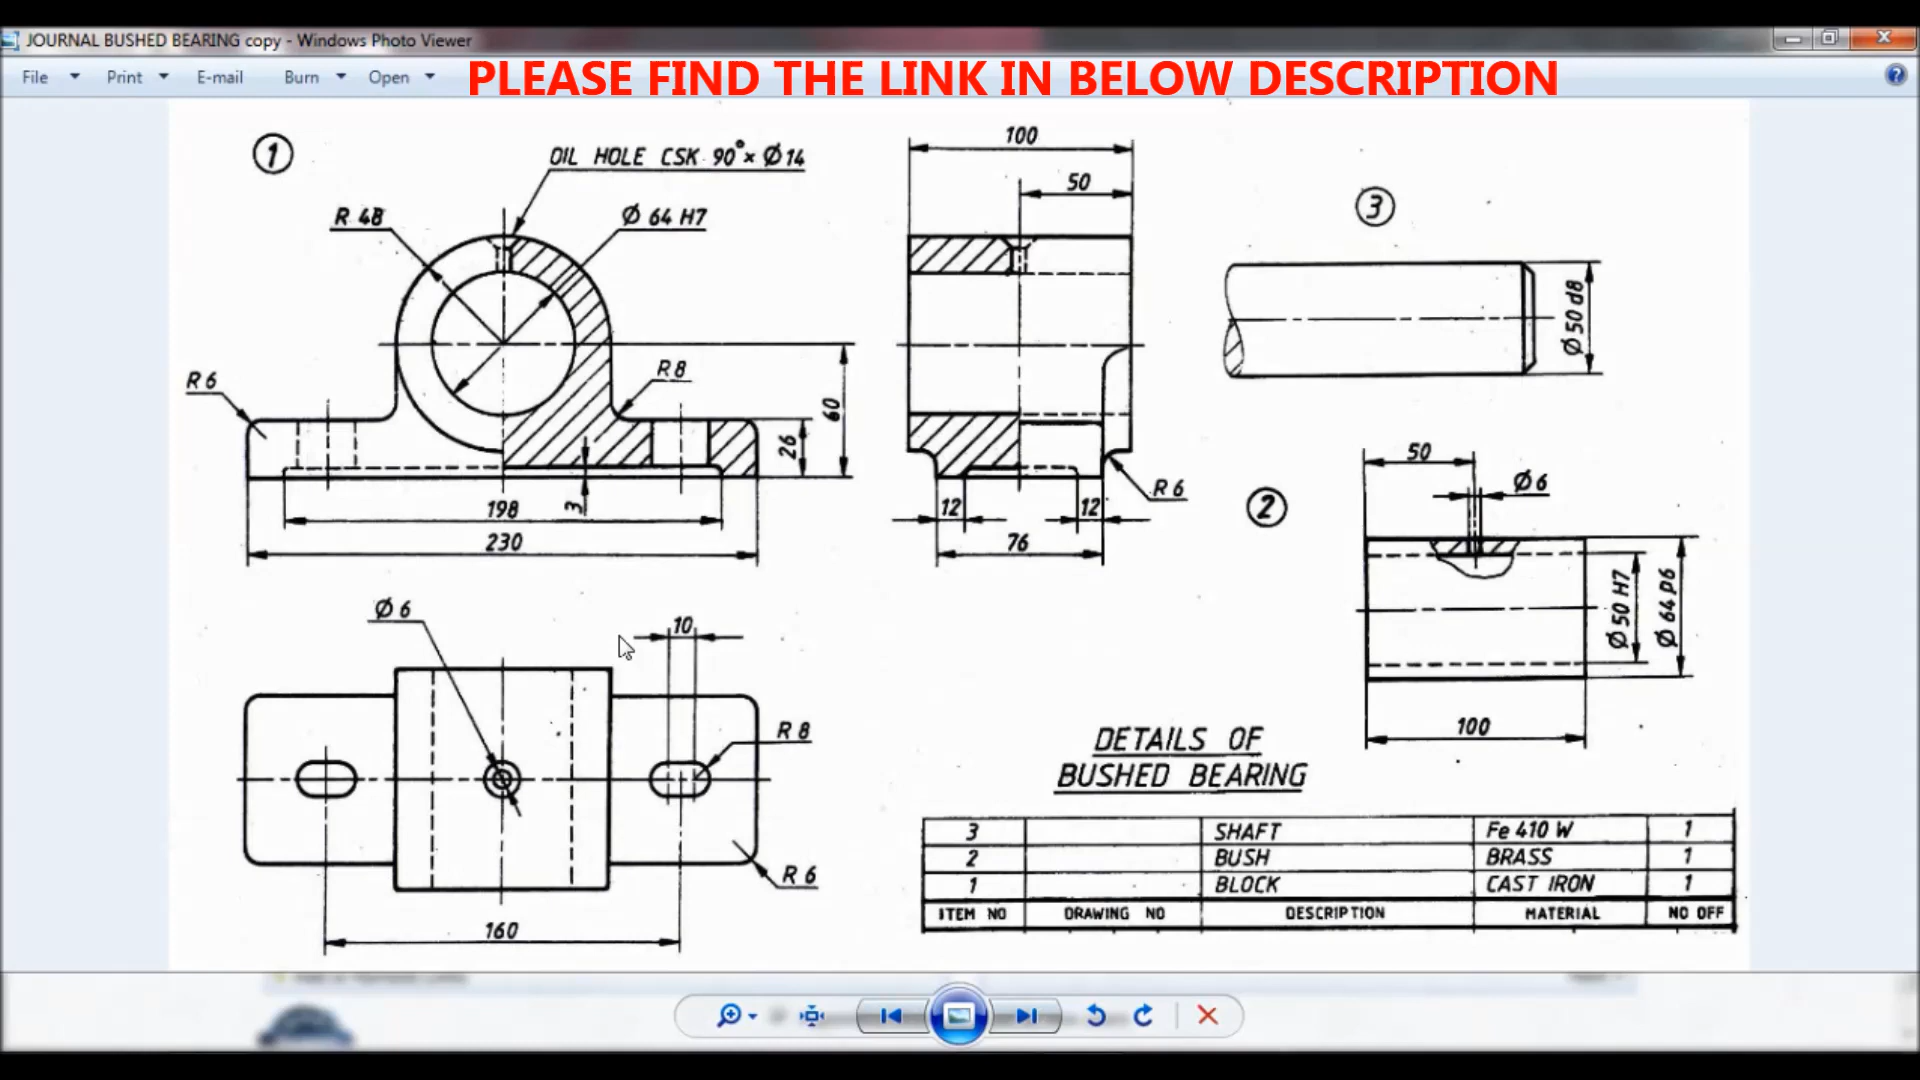 JOURNAL BUSHED BEARING copy - Windows Photo Viewer
File Print E-mail Burn Open
PLEASE FIND THE LINK IN BELOW DESCRIPTION
1
OIL HOLE CSK 90° × Ø 14
R 48
Ø 64 H7
R 6
R 8
60
26
3
198
230
100
50
R 6
12
12
76
3
Ø 50 d8
2
50
Ø 6
Ø 50 H7
Ø 64 p6
100
Ø 6
10
R 8
R 6
160
DETAILS OF
BUSHED BEARING
3 SHAFT Fe 410 W 1
2 BUSH BRASS 1
1 BLOCK CAST IRON 1
ITEM NO DRAWING NO DESCRIPTION MATERIAL NO OFF